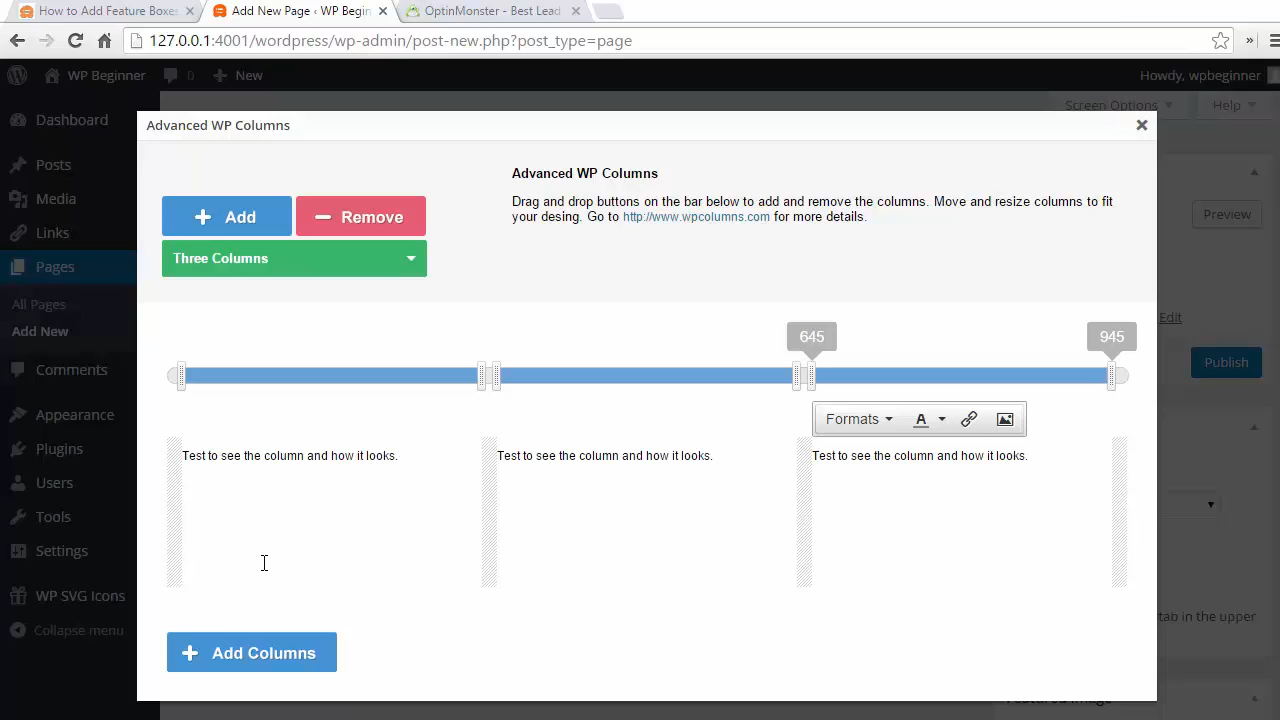 How to Add Feature Boxes
Add New Page ‹ WP Begin
OptinMonster - Best Lead
127.0.0.1:4001/wordpress/wp-admin/post-new.php?post_type=page
WP Beginner
0
New
Howdy, wpbeginner
Screen Options
Help
Dashboard
Posts
Media
Links
Pages
All Pages
Add New
Comments
Appearance
Plugins
Users
Tools
Settings
WP SVG Icons
Collapse menu
Advanced WP Columns
Add
Remove
Three Columns
Advanced WP Columns
Drag and drop buttons on the bar below to add and remove the columns. Move and resize columns to fit
your desing. Go to http://www.wpcolumns.com for more details.
645
945
Formats
A
Test to see the column and how it looks.
Test to see the column and how it looks.
Test to see the column and how it looks.
Add Columns
Preview
Edit
Publish
tab in the upper
Featured Image